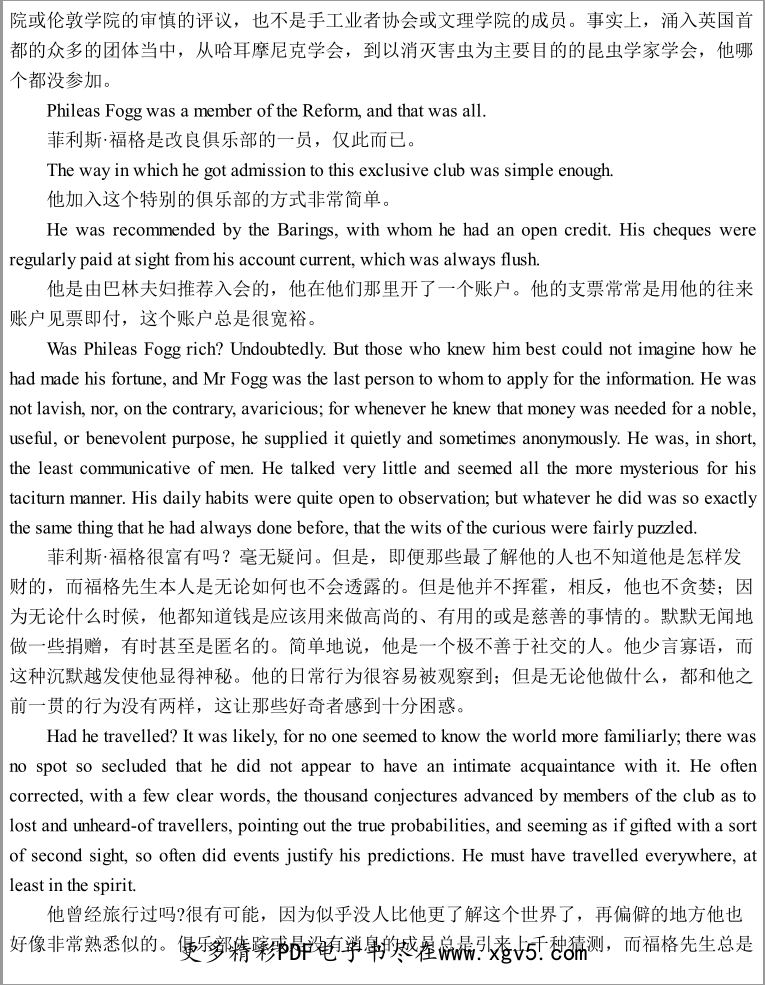 院或伦敦学院的审慎的评议，也不是手工业者协会或文理学院的成员。事实上，涌入英国首
都的众多的团体当中，从哈耳摩尼克学会，到以消灭害虫为主要目的的昆虫学家学会，他哪
个都没参加。
Phileas Fogg was a member of the Reform, and that was all.
菲利斯·福格是改良俱乐部的一员，仅此而已。
The way in which he got admission to this exclusive club was simple enough.
他加入这个特别的俱乐部的方式非常简单。
He was recommended by the Barings, with whom he had an open credit. His cheques were
regularly paid at sight from his account current, which was always flush.
他是由巴林夫妇推荐入会的，他在他们那里开了一个账户。他的支票常常是用他的往来
账户见票即付，这个账户总是很宽裕。
Was Phileas Fogg rich? Undoubtedly. But those who knew him best could not imagine how he
had made his fortune, and Mr Fogg was the last person to whom to apply for the information. He was
not lavish, nor, on the contrary, avaricious; for whenever he knew that money was needed for a noble,
useful, or benevolent purpose, he supplied it quietly and sometimes anonymously. He was, in short,
the least communicative of men. He talked very little and seemed all the more mysterious for his
taciturn manner. His daily habits were quite open to observation; but whatever he did was so exactly
the same thing that he had always done before, that the wits of the curious were fairly puzzled.
菲利斯·福格很富有吗？毫无疑问。但是，即便那些最了解他的人也不知道他是怎样发
财的，而福格先生本人是无论如何也不会透露的。但是他并不挥霍，相反，他也不贪婪；因
为无论什么时候，他都知道钱是应该用来做高尚的、有用的或是慈善的事情的。默默无闻地
做一些捐赠，有时甚至是匿名的。简单地说，他是一个极不善于社交的人。他少言寡语，而
这种沉默越发使他显得神秘。他的日常行为很容易被观察到；但是无论他做什么，都和他之
前一贯的行为没有两样，这让那些好奇者感到十分困惑。
Had he travelled? It was likely, for no one seemed to know the world more familiarly; there was
no spot so secluded that he did not appear to have an intimate acquaintance with it. He often
corrected, with a few clear words, the thousand conjectures advanced by members of the club as to
lost and unheard-of travellers, pointing out the true probabilities, and seeming as if gifted with a sort
of second sight, so often did events justify his predictions. He must have travelled everywhere, at
least in the spirit.
他曾经旅行过吗?很有可能，因为似乎没人比他更了解这个世界了，再偏僻的地方他也
好像非常熟悉似的。俱乐部失踪或是没有消息的成员总是引来上千种猜测，而福格先生总是
更多精彩PDF电子书尽在www.xgv5.com